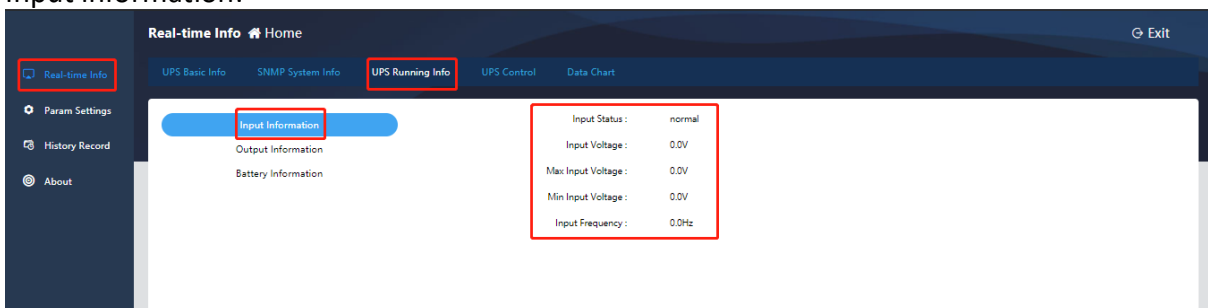 Input Information:
Real-time Info Home Exit
UPS Basic Info SNMP System Info UPS Running Info UPS Control Data Chart
Real-time Info
Param Settings
History Record
About
Input Information
Output Information
Battery Information
Input Status : normal
Input Voltage : 0.0V
Max Input Voltage : 0.0V
Min Input Voltage : 0.0V
Input Frequency : 0.0Hz